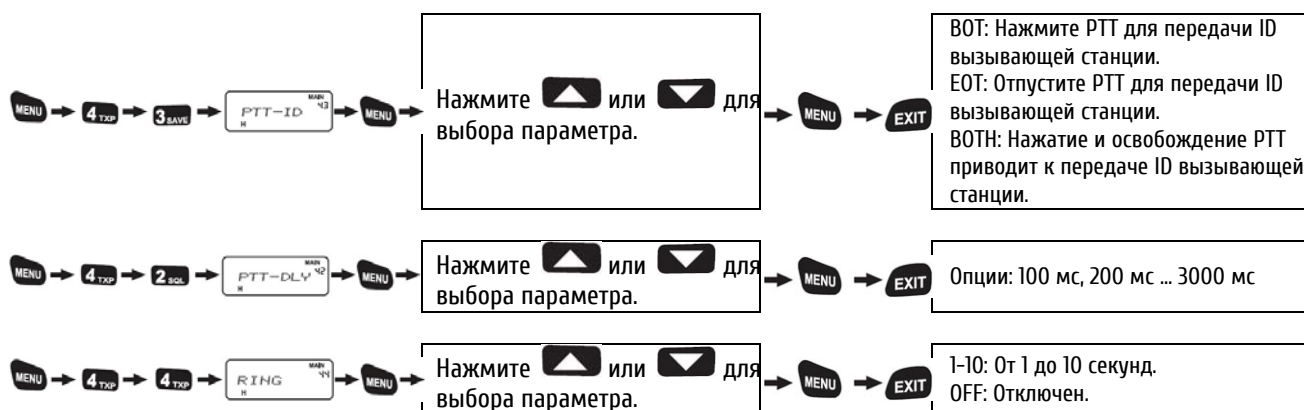 MENU → 4 TXP → 3 SAVE → PTT-ID MAIN 43 H → MENU →
Нажмите ▲ или ▼ для
выбора параметра.
→ MENU → EXIT
BOT: Нажмите PTT для передачи ID
вызывающей станции.
EOT: Отпустите PTT для передачи ID
вызывающей станции.
BOTH: Нажатие и освобождение PTT
приводит к передаче ID вызывающей
станции.
MENU → 4 TXP → 2 SQL → PTT-DLY MAIN 42 H → MENU →
Нажмите ▲ или ▼ для
выбора параметра.
→ MENU → EXIT
Опции: 100 мс, 200 мс ... 3000 мс
MENU → 4 TXP → 4 TXP → RING MAIN 44 H → MENU →
Нажмите ▲ или ▼ для
выбора параметра.
→ MENU → EXIT
1-10: От 1 до 10 секунд.
OFF: Отключен.